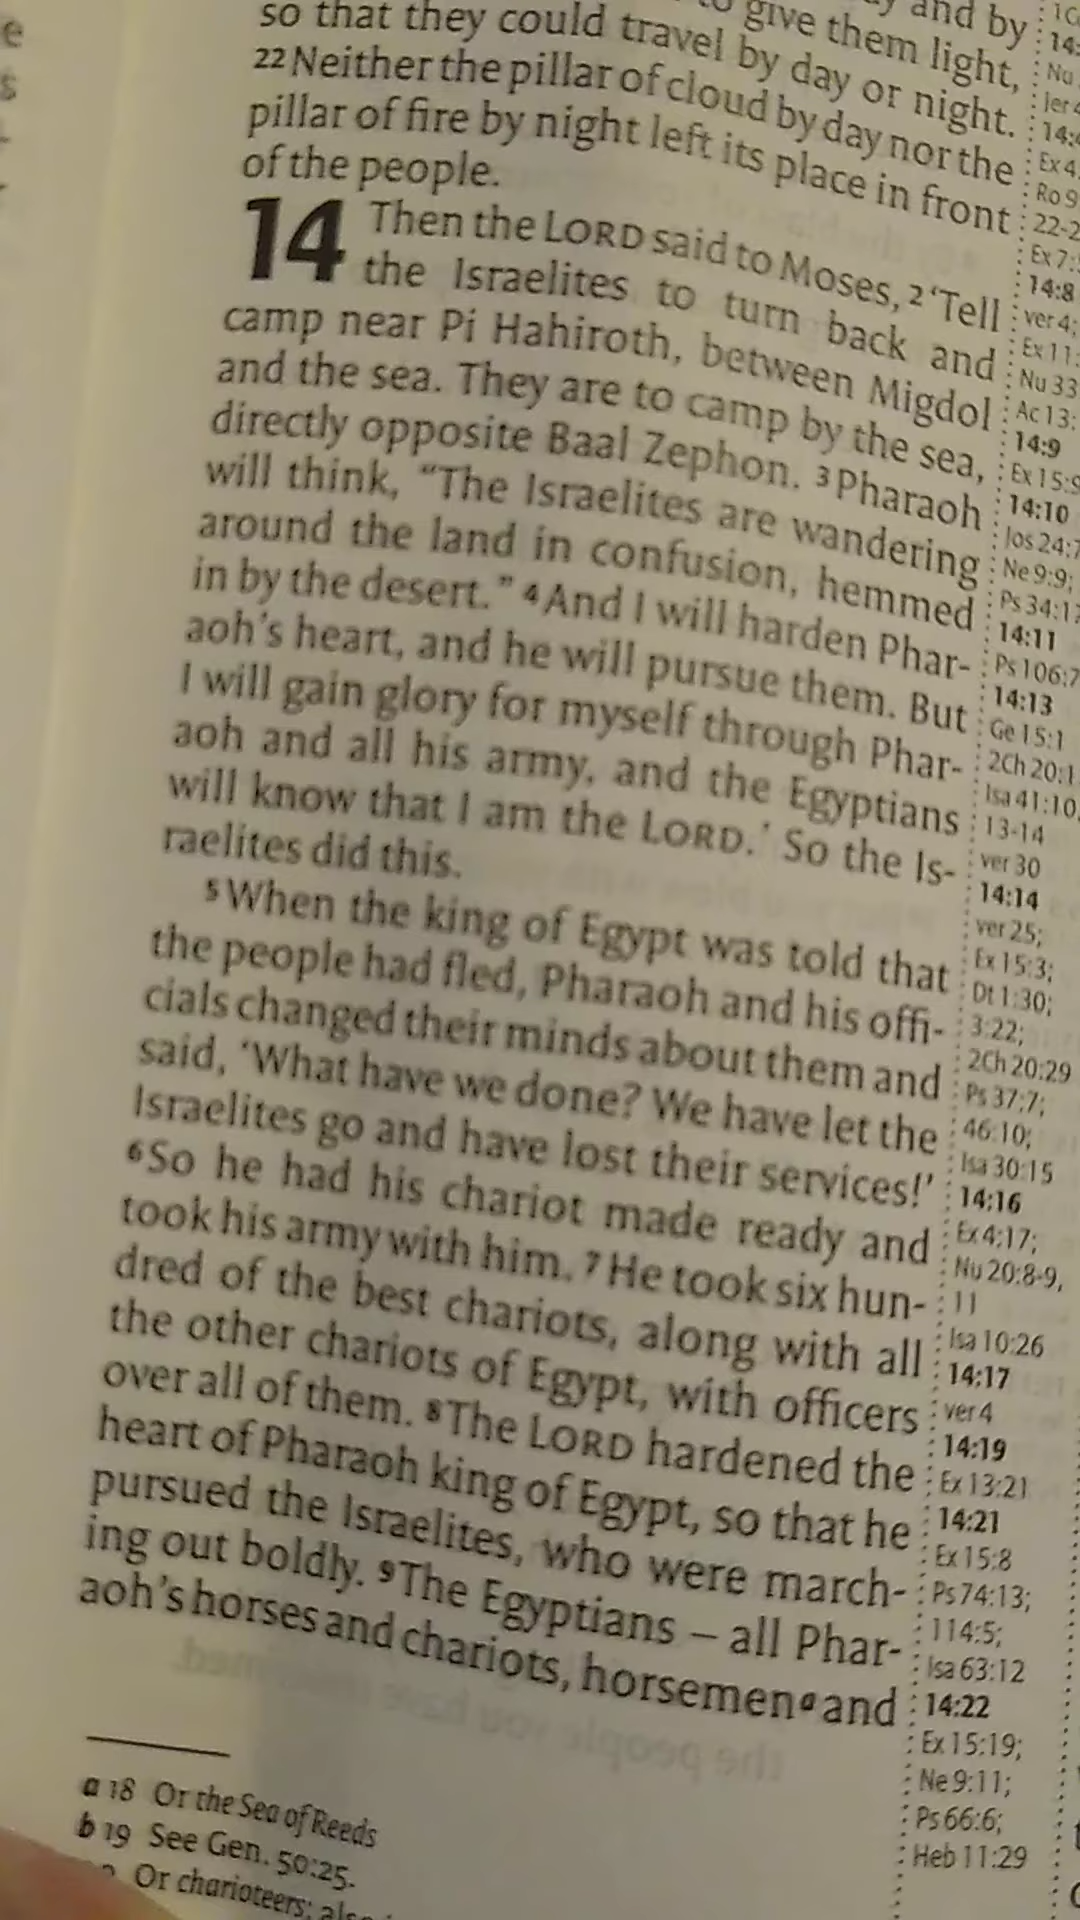 and by
to give them light,
so that they could travel by day or night.
22 Neither the pillar of cloud by day nor the
pillar of fire by night left its place in front
of the people.
14 Then the LORD said to Moses, 2 ‘Tell
the Israelites to turn back and
camp near Pi Hahiroth, between Migdol
and the sea. They are to camp by the sea,
directly opposite Baal Zephon. 3 Pharaoh
will think, “The Israelites are wandering
around the land in confusion, hemmed
in by the desert.” 4 And I will harden Phar-
aoh’s heart, and he will pursue them. But
I will gain glory for myself through Phar-
aoh and all his army, and the Egyptians
will know that I am the LORD.’ So the Is-
raelites did this.
5 When the king of Egypt was told that
the people had fled, Pharaoh and his offi-
cials changed their minds about them and
said, ‘What have we done? We have let the
Israelites go and have lost their services!’
6 So he had his chariot made ready and
took his army with him. 7 He took six hun-
dred of the best chariots, along with all
the other chariots of Egypt, with officers
over all of them. 8 The LORD hardened the
heart of Pharaoh king of Egypt, so that he
pursued the Israelites, who were march-
ing out boldly. 9 The Egyptians – all Phar-
aoh’s horses and chariots, horsemen a and
a 18 Or the Sea of Reeds
b 19 See Gen. 50:25.
Or charioteers;
Nu
Ro 9
22-2
Ex 7:
14:8
ver 4;
Ex 11:
Nu 33
Ac 13:
14:9
Ex 15:9
14:10
Jos 24:7
Ne 9:9;
Ps 34:17
14:11
Ps 106:7
14:13
Ge 15:1
2Ch 20:1
Isa 41:10,
13-14
ver 30
14:14
ver 25;
Ex 15:3;
Dt 1:30;
3:22;
2Ch 20:29
Ps 37:7;
46:10;
Isa 30:15
14:16
Ex 4:17;
Nu 20:8-9,
11
Isa 10:26
14:17
ver 4
14:19
Ex 13:21
14:21
Ex 15:8
Ps 74:13;
114:5;
Isa 63:12
14:22
Ex 15:19;
Ne 9:11;
Ps 66:6;
Heb 11:29